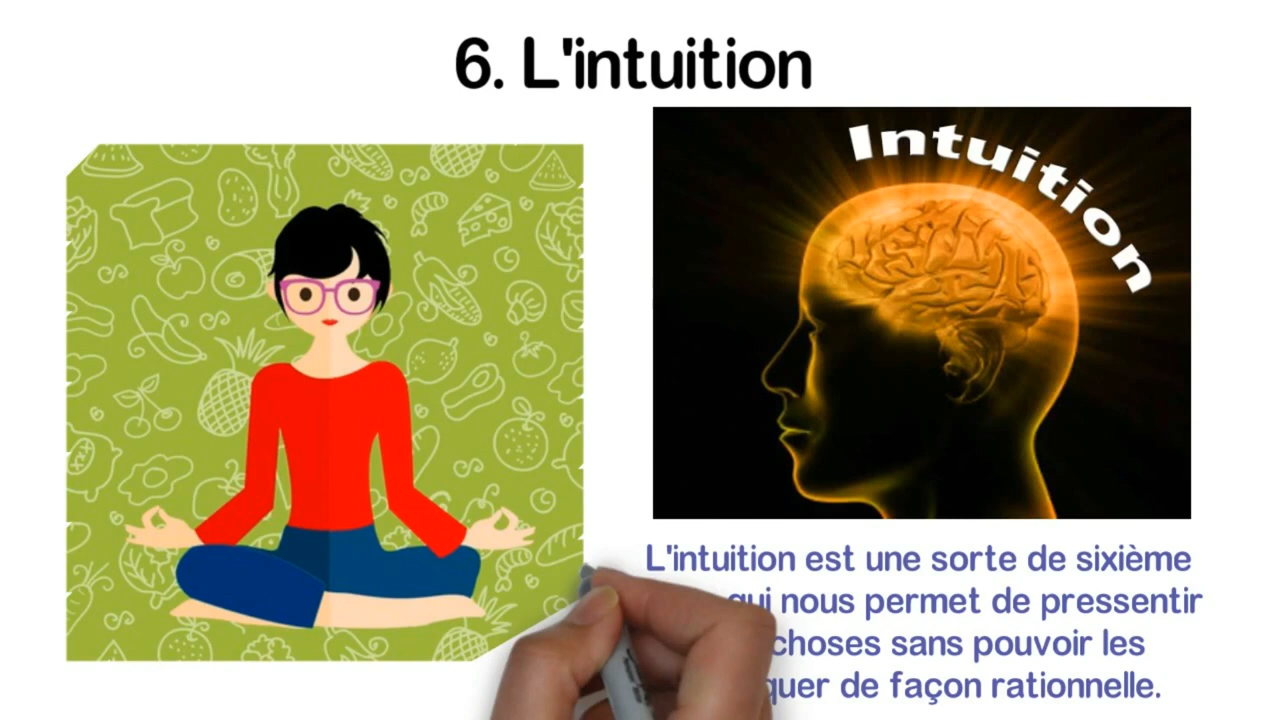 6. L'intuition
Intuition
L'intuition est une sorte de sixième
qui nous permet de pressentir
choses sans pouvoir les
quer de façon rationnelle.